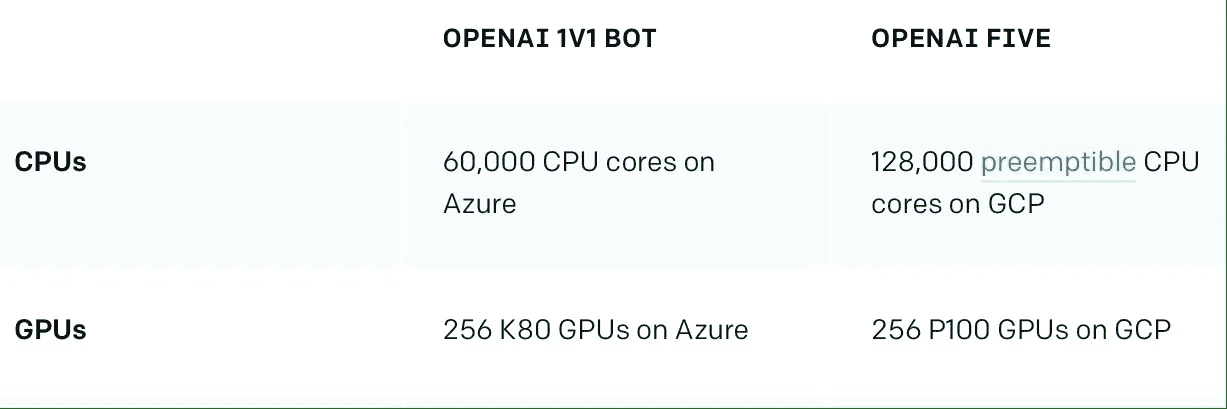 OPENAI 1V1 BOT OPENAI FIVE
CPUs 60,000 CPU cores on 128,000 preemptible CPU
Azure cores on GCP
GPUs 256 K80 GPUs on Azure 256 P100 GPUs on GCP